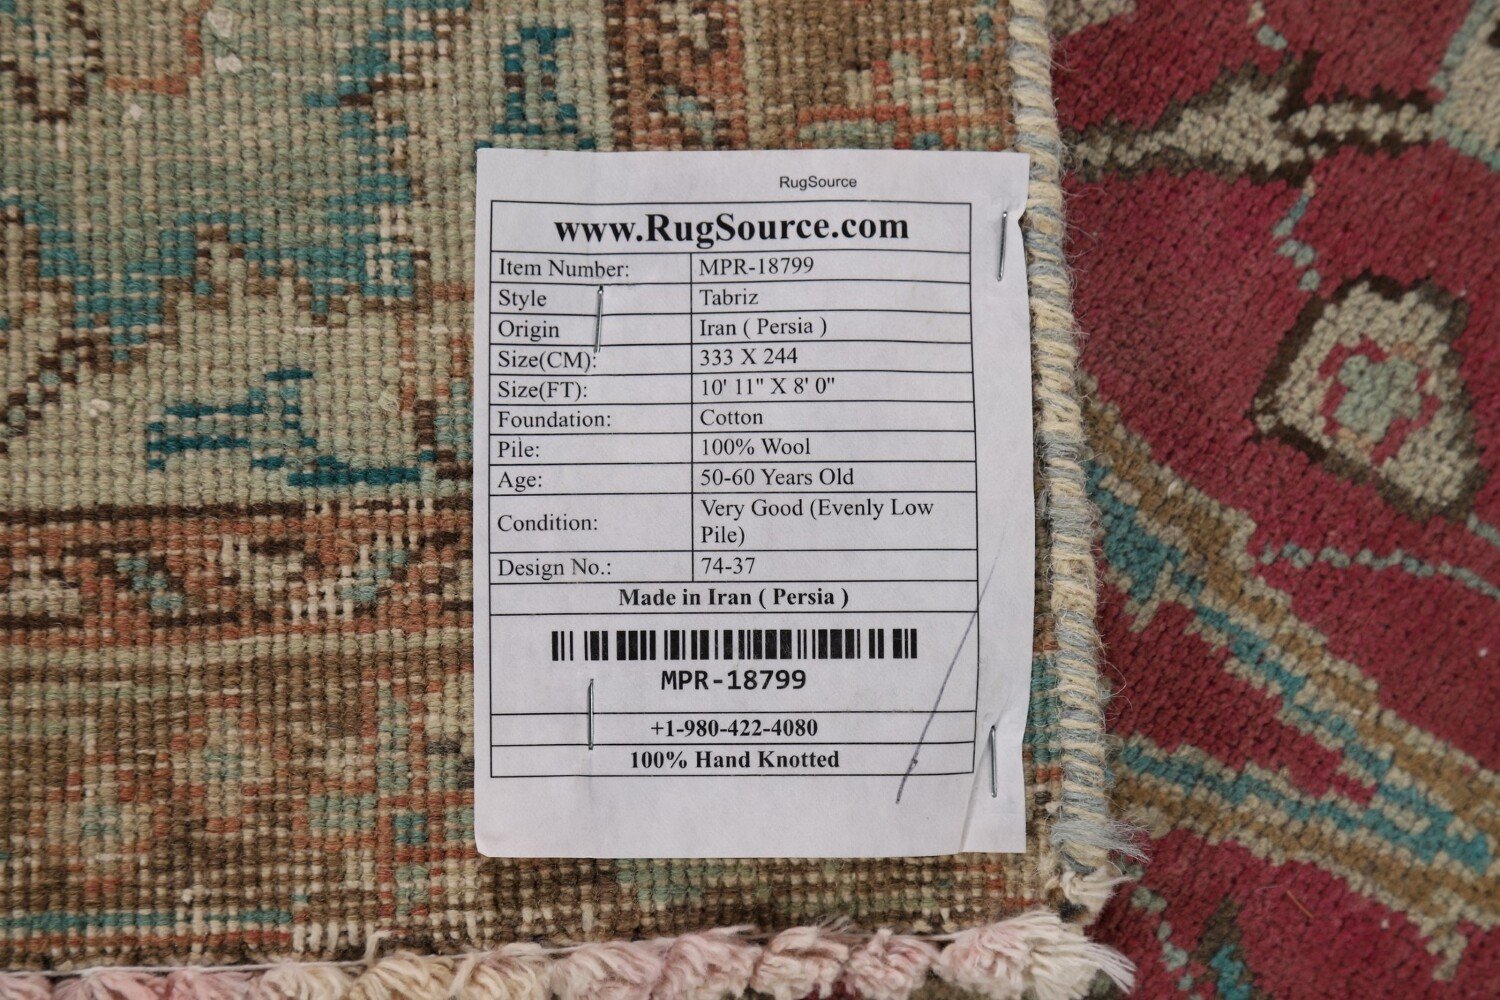 RugSource
www.RugSource.com
Item Number: MPR-18799
Style Tabriz
Origin Iran ( Persia )
Size(CM): 333 X 244
Size(FT): 10' 11" X 8' 0"
Foundation: Cotton
Pile: 100% Wool
Age: 50-60 Years Old
Condition: Very Good (Evenly Low
Pile)
Design No.: 74-37
Made in Iran ( Persia )
MPR-18799
+1-980-422-4080
100% Hand Knotted